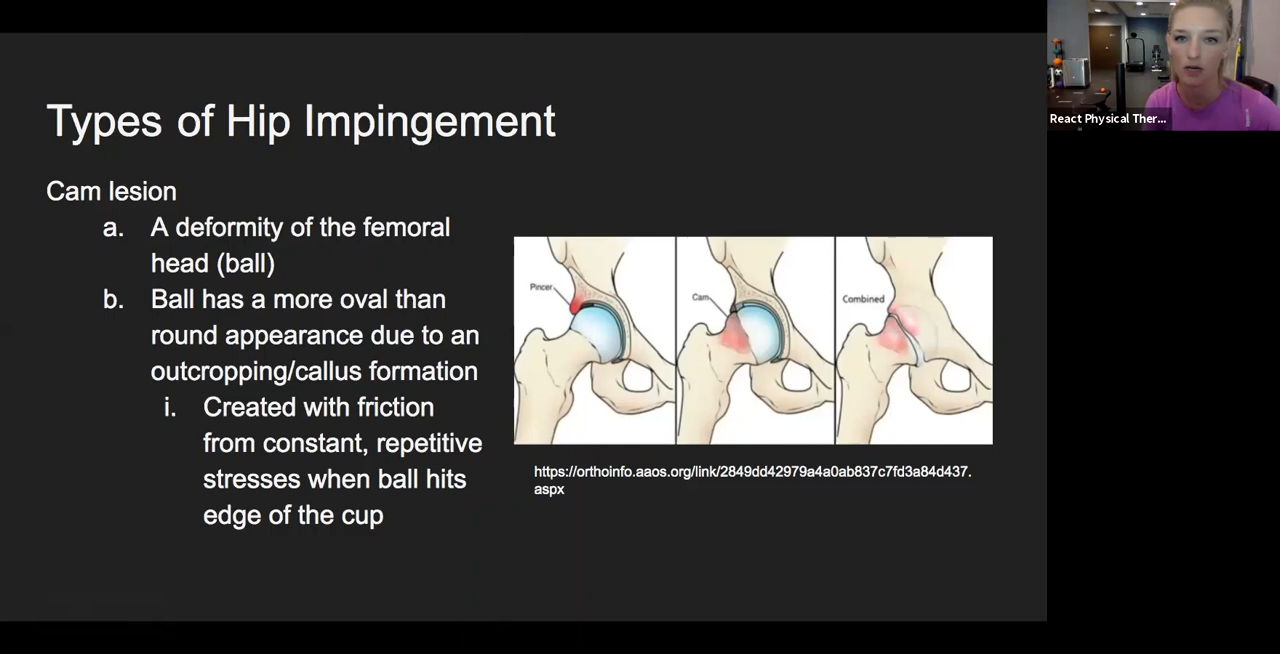 Types of Hip Impingement
Cam lesion
a. A deformity of the femoral
head (ball)
b. Ball has a more oval than
round appearance due to an
outcropping/callus formation
i. Created with friction
from constant, repetitive
stresses when ball hits
edge of the cup
Pincer
Cam
Combined
https://orthoinfo.aaos.org/link/2849dd42979a4a0ab837c7fd3a84d437.
aspx
React Physical Ther...